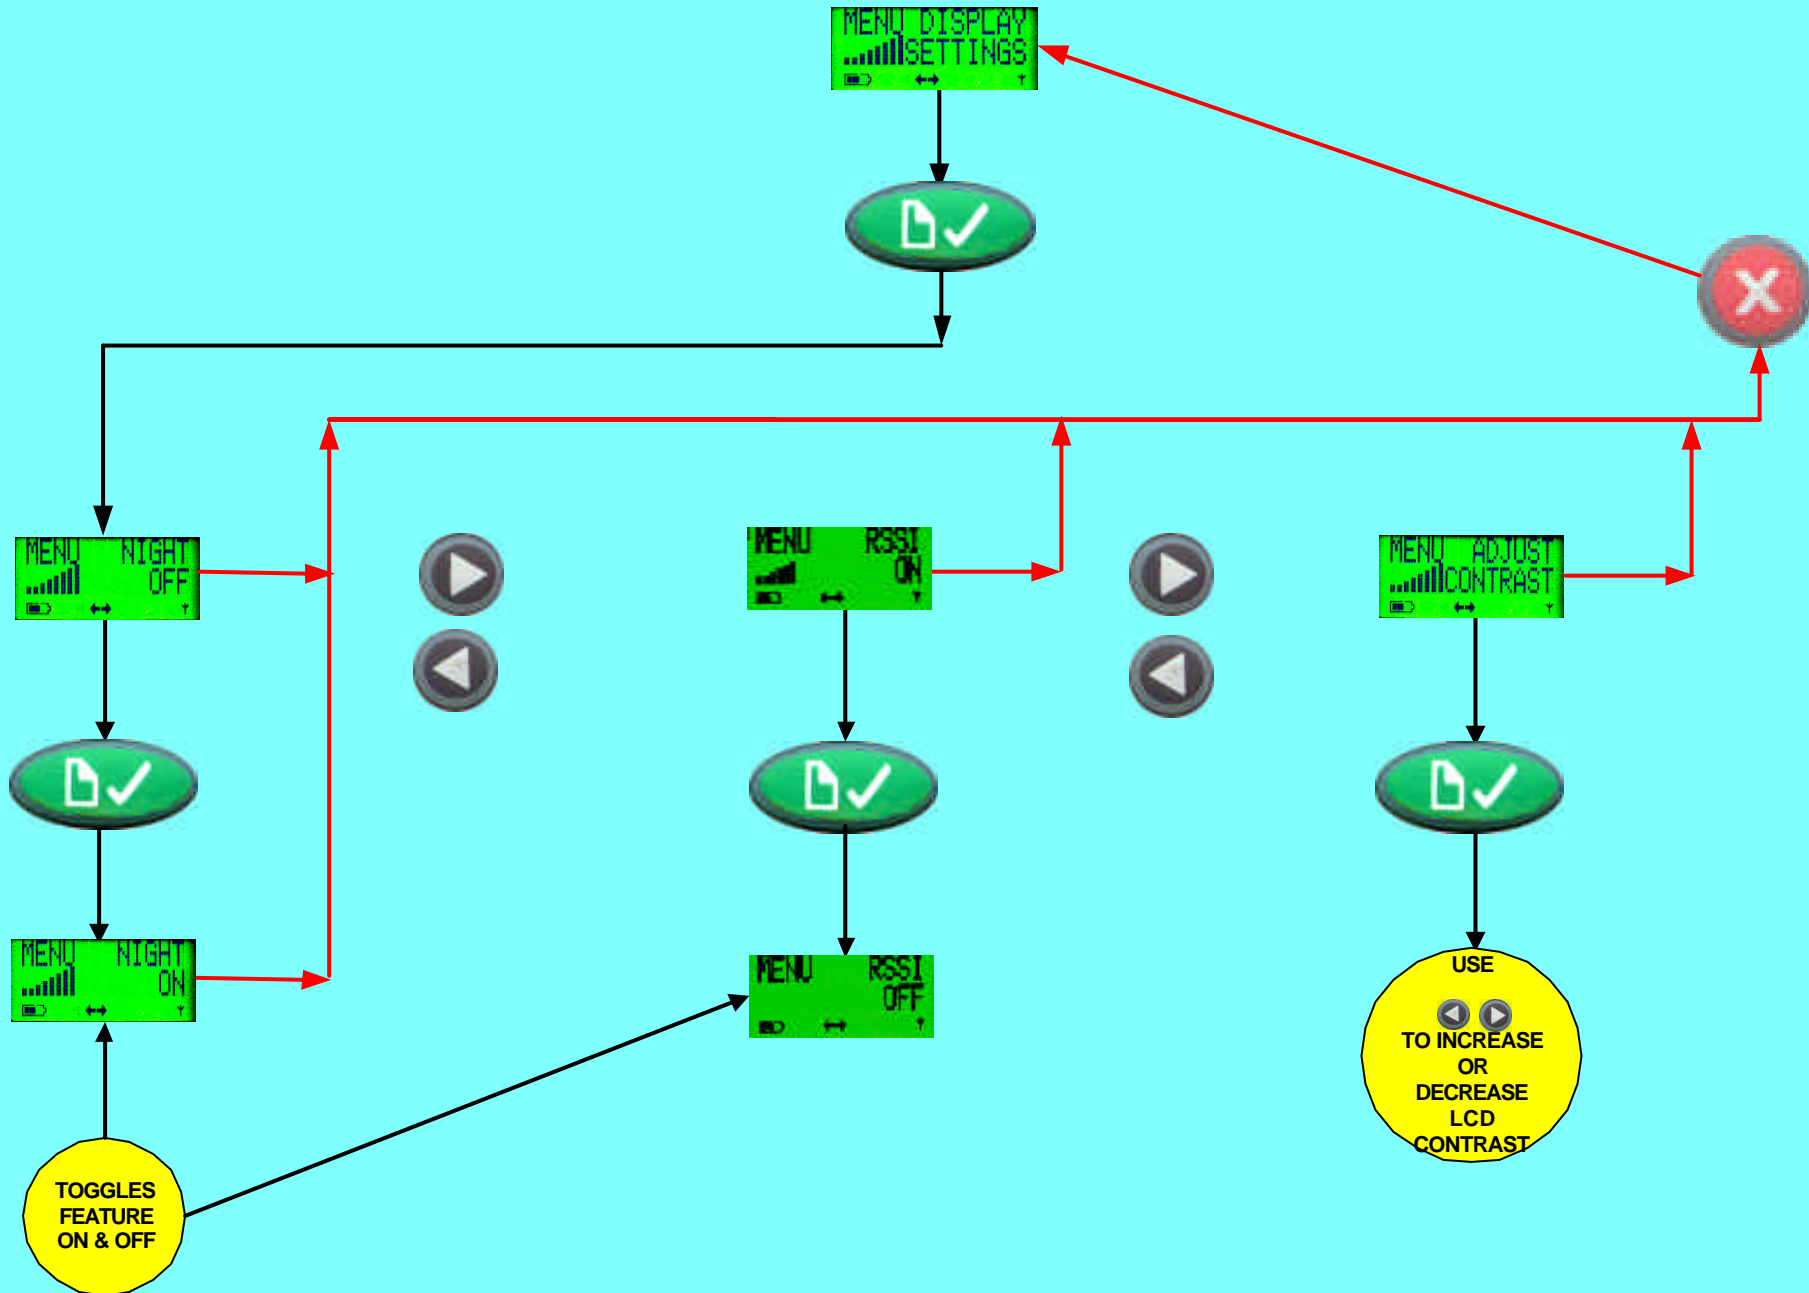 MENU DISPLAY
SETTINGS
MENU NIGHT
OFF
MENU RSSI
ON
MENU ADJUST
CONTRAST
MENU NIGHT
ON
MENU RSSI
OFF
USE
TO INCREASE
OR
DECREASE
LCD
CONTRAST
TOGGLES
FEATURE
ON & OFF